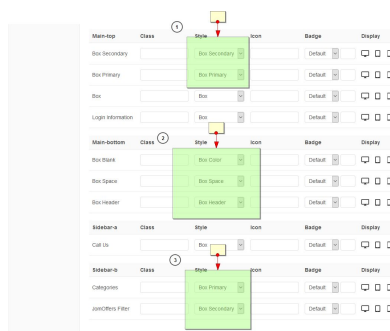 1
Main-top Class Style Icon Badge Display
Box Secondary Box Secondary Default
Box Primary Box Primary Default
Box Box Default
Login Information Box Default
2
Main-bottom Class Style Icon Badge Display
Box Blank Box Color Default
Box Space Box Space Default
Box Header Box Header Default
Sidebar-a Class Style Icon Badge Display
Call Us Box Default
3
Sidebar-b Class Style Icon Badge Display
Categories Box Primary Default
JomOffers Filter Box Secondary Default